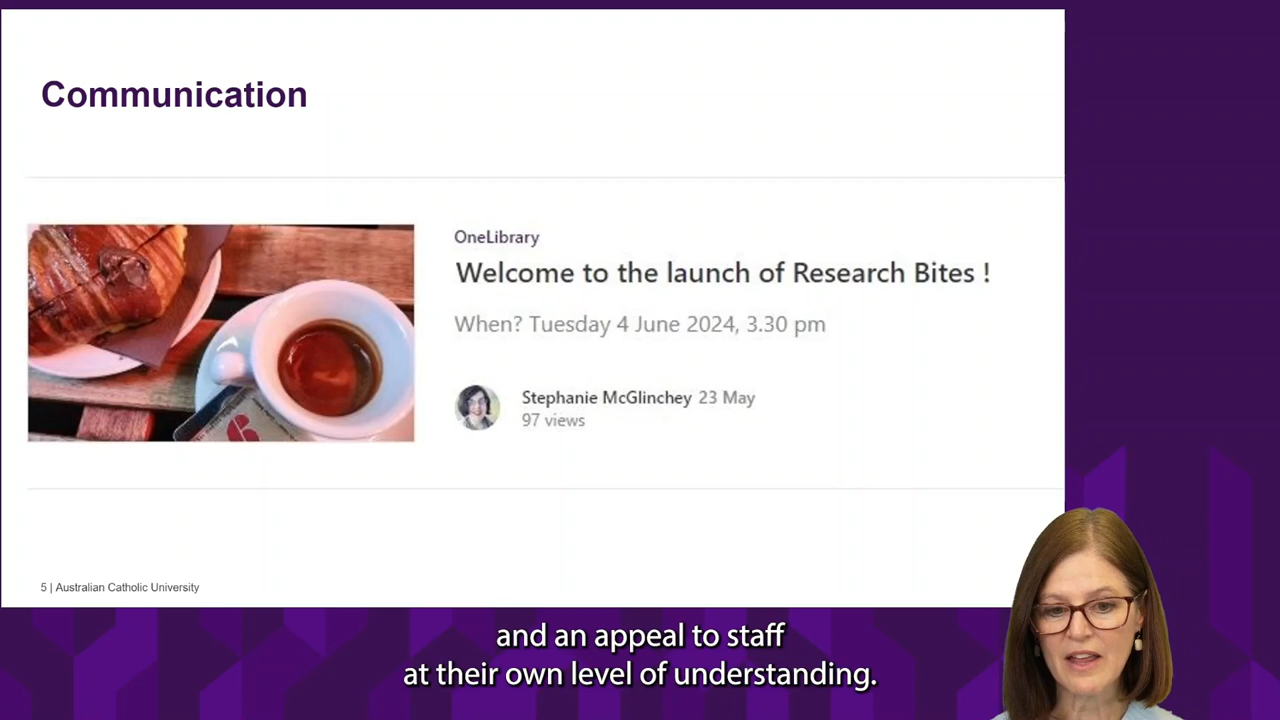 Communication
OneLibrary
Welcome to the launch of Research Bites !
When? Tuesday 4 June 2024, 3.30 pm
Stephanie McGlinchey 23 May
97 views
5 | Australian Catholic University
and an appeal to staff
at their own level of understanding.